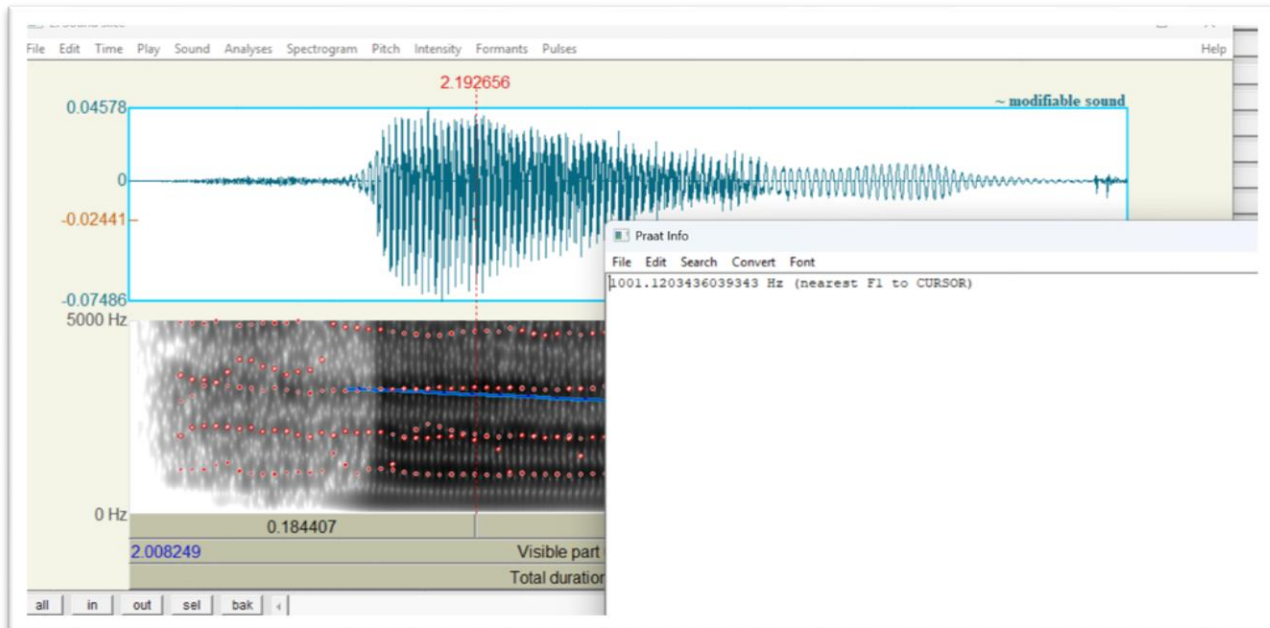 File Edit Time Play Sound Analyses Spectrogram Pitch Intensity Formants Pulses Help
2.192656
0.04578
~ modifiable sound
0
-0.02441
Praat Info
File Edit Search Convert Font
1001.1203436039343 Hz (nearest F1 to CURSOR)
-0.07486
5000 Hz
0 Hz
0.184407
2.008249 Visible part
Total duration
all in out sel bak